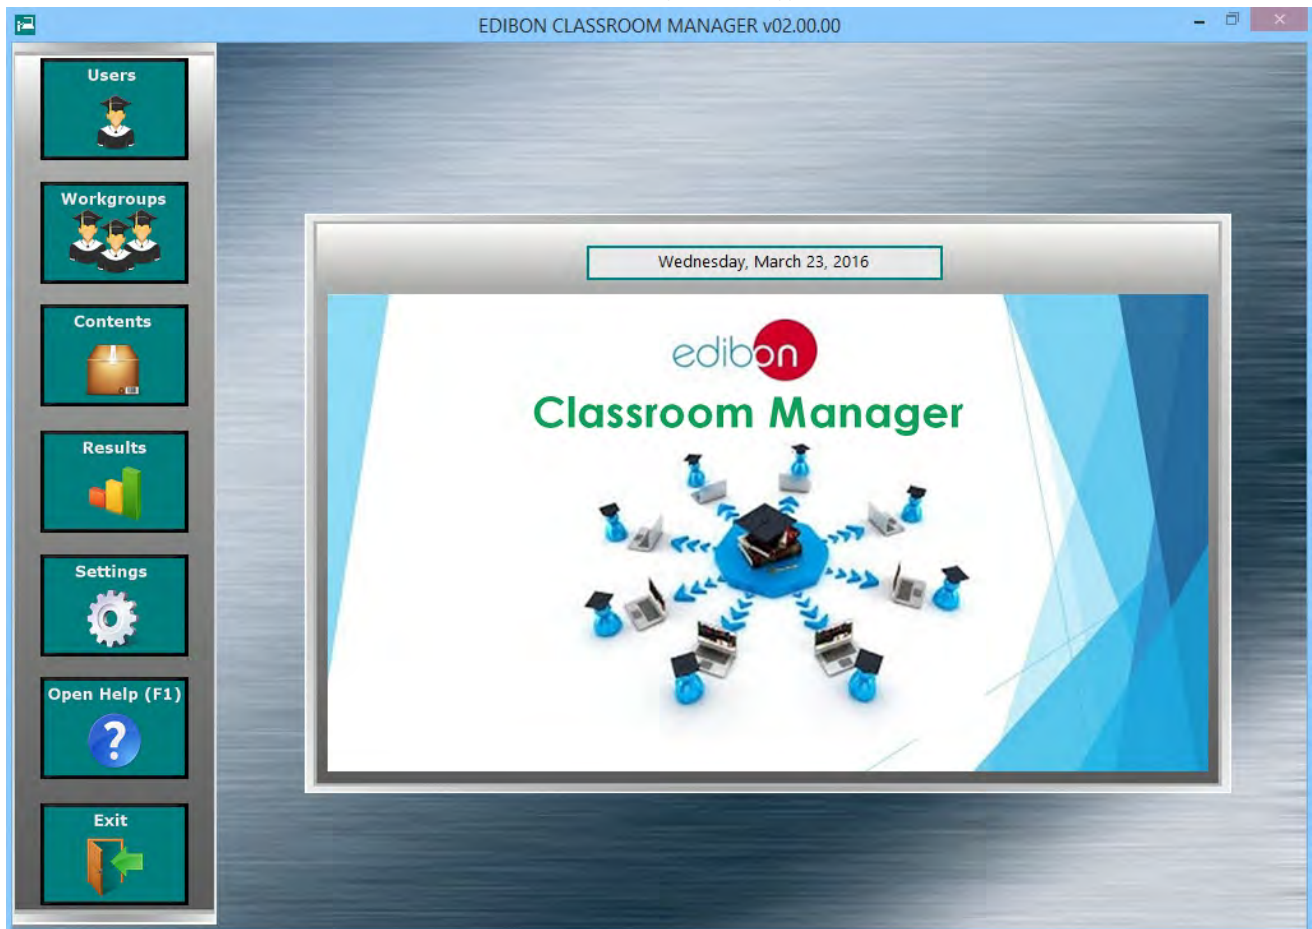 EDIBON CLASSROOM MANAGER v02.00.00
Users
Workgroups
Contents
Results
Settings
Open Help (F1)
?
Exit
Wednesday, March 23, 2016
edibon
Classroom Manager